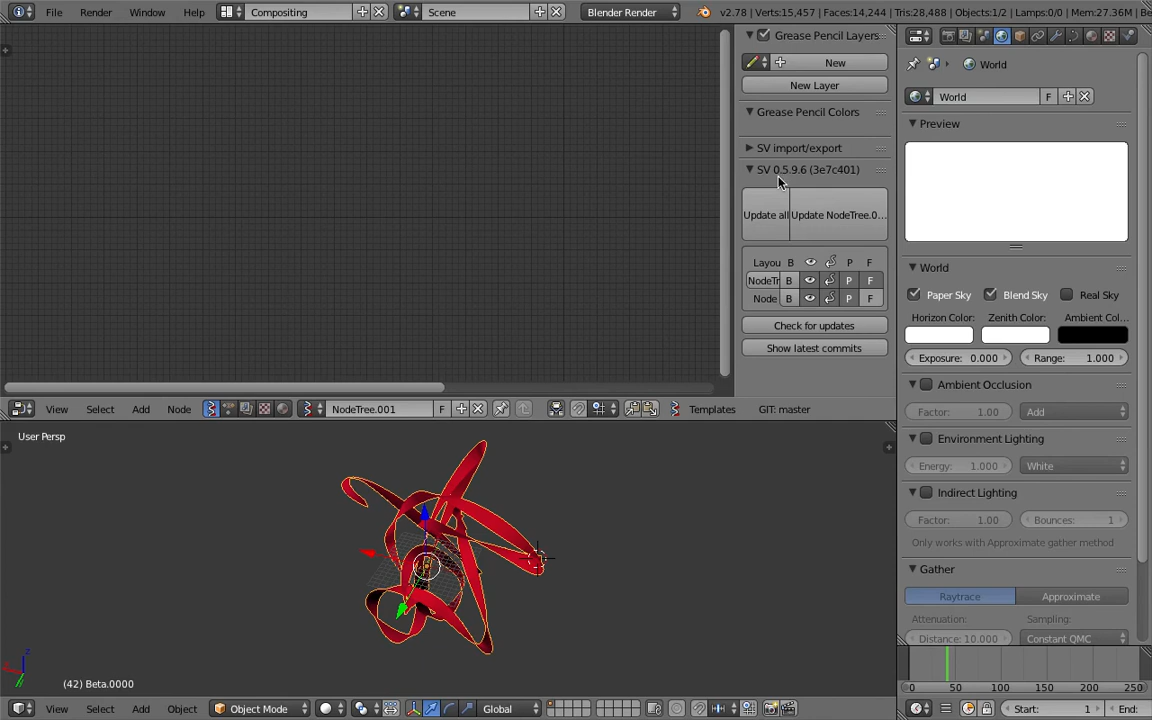 File Render Window Help Compositing Scene Blender Render v2.78 | Verts:15,457 | Faces:14,244 | Tris:28,488 | Objects:1/2 | Lamps:0/0 | Mem:27.36M | Be
Grease Pencil Layers
New
New Layer
Grease Pencil Colors
SV import/export
SV 0.5.9.6 (3e7c401)
Update all Update NodeTree.0...
Layou B P F
NodeTr B P F
Node B P F
Check for updates
Show latest commits
World
World F
Preview
World
Paper Sky Blend Sky Real Sky
Horizon Color: Zenith Color: Ambient Col...
Exposure: 0.000 Range: 1.000
Ambient Occlusion
Factor: 1.00 Add
Environment Lighting
Energy: 1.000 White
Indirect Lighting
Factor: 1.00 Bounces: 1
Only works with Approximate gather method
Gather
Raytrace Approximate
Attenuation: Sampling:
Distance: 10.000 Constant QMC
View Select Add Node NodeTree.001 F Templates GIT: master
User Persp
(42) Beta.0000
View Select Add Object Object Mode Global
0 50 100 150 200 250
Start: 1 End: